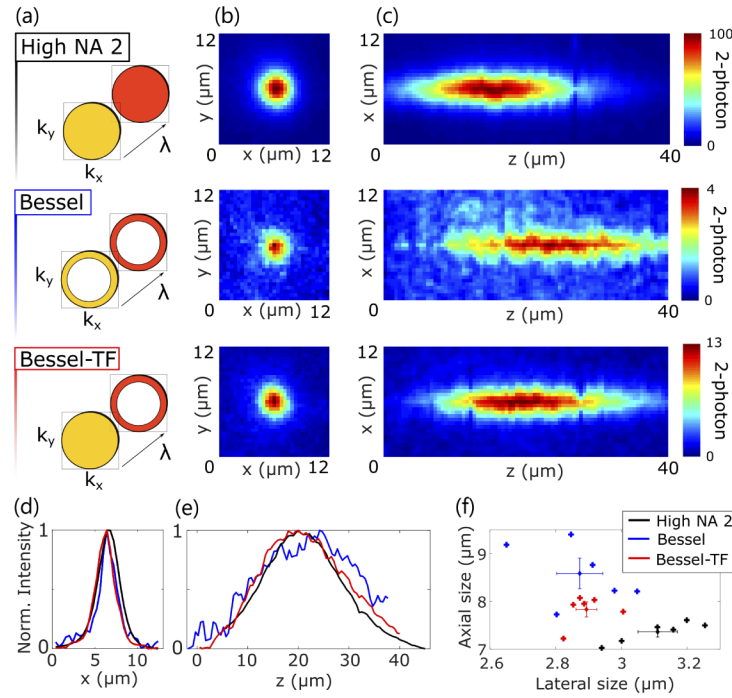 (a)
(b)
(c)
High NA 2
k_y
k_x
λ
12
y (µm)
0
x (µm)
12
12
x (µm)
0
z (µm)
40
100
2-photon
0
Bessel
k_y
k_x
λ
12
y (µm)
0
x (µm)
12
12
x (µm)
0
z (µm)
40
4
2-photon
0
Bessel-TF
k_y
k_x
λ
12
y (µm)
0
x (µm)
12
12
x (µm)
0
z (µm)
40
13
2-photon
0
(d)
(e)
(f)
Norm. Intensity
1
0
0 5 10
x (µm)
1
0
0 10 20 30 40
z (µm)
High NA 2
Bessel
Bessel-TF
Axial size (µm)
9
8
7
2.6 2.8 3 3.2
Lateral size (µm)